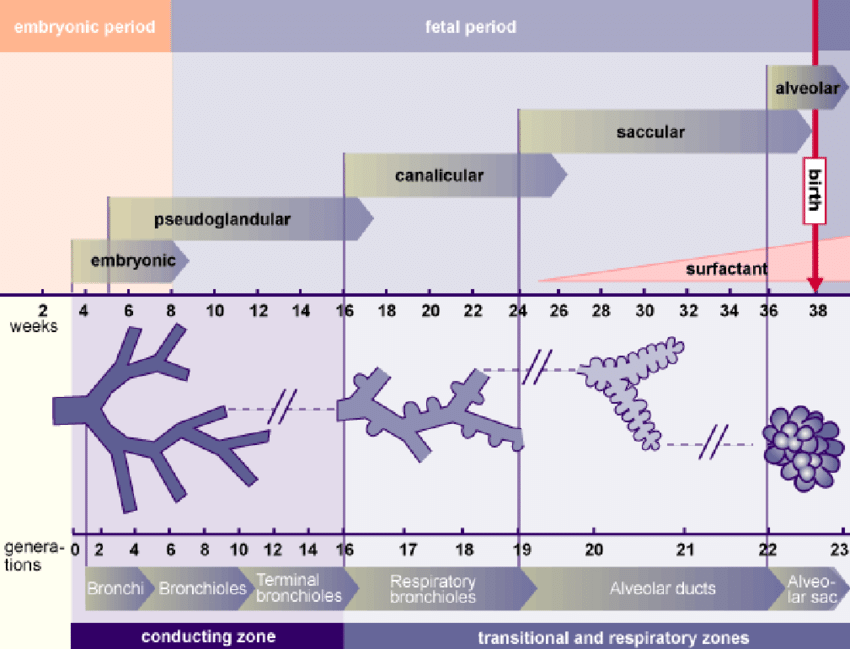 embryonic period fetal period
alveolar
saccular
canalicular
birth
pseudoglandular
embryonic
surfactant
2 4 6 8 10 12 14 16 18 20 22 24 26 28 30 32 34 36 38
weeks
genera-
tions
0 2 4 6 8 10 12 14 16 17 18 19 20 21 22 23
Bronchi
Bronchioles
Terminal
bronchioles
Respiratory
bronchioles
Alveolar ducts
Alveo-
lar sac
conducting zone
transitional and respiratory zones